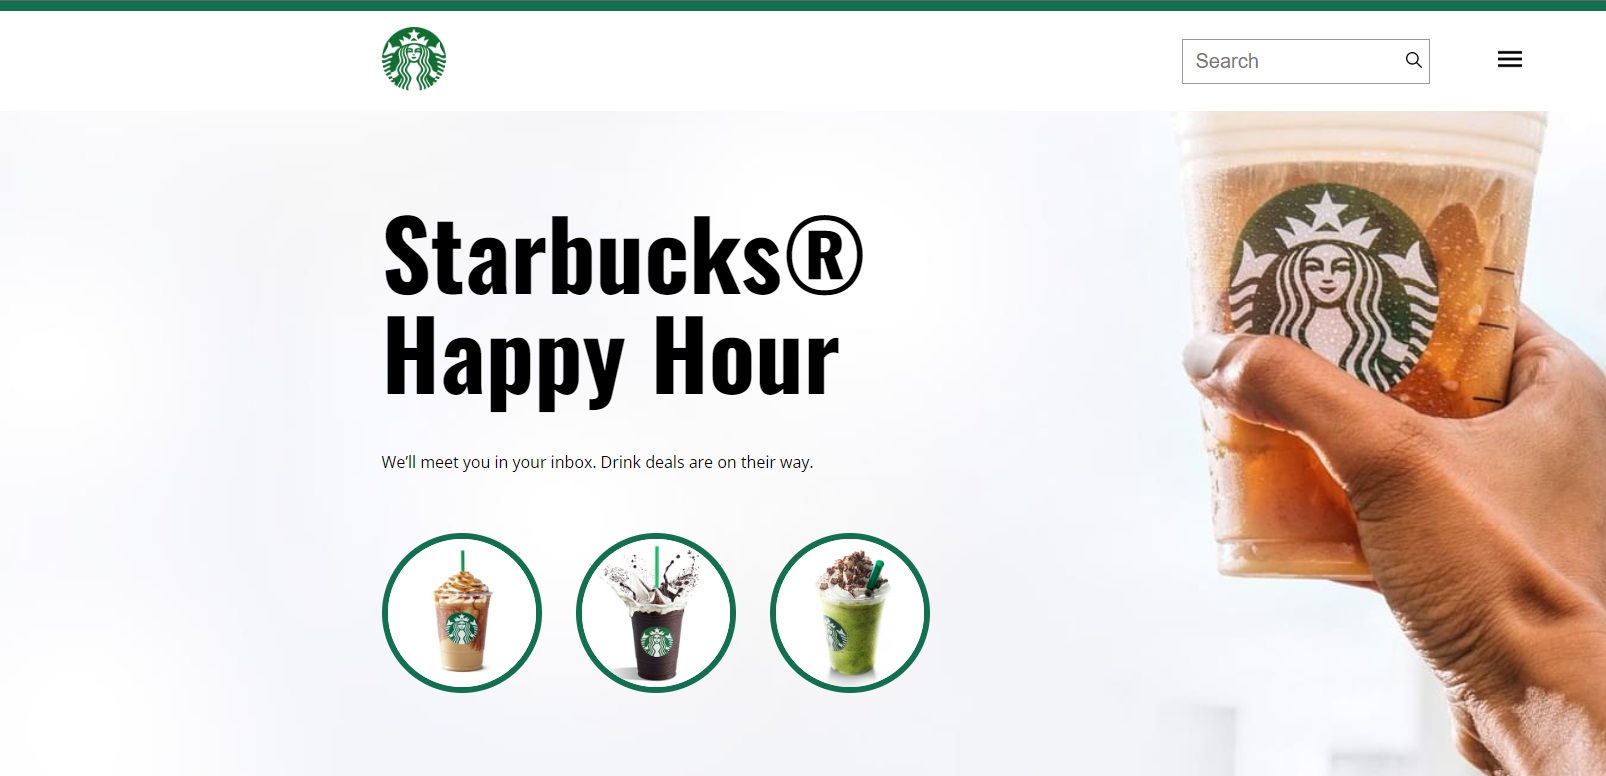 Search
Starbucks®
Happy Hour
We’ll meet you in your inbox. Drink deals are on their way.